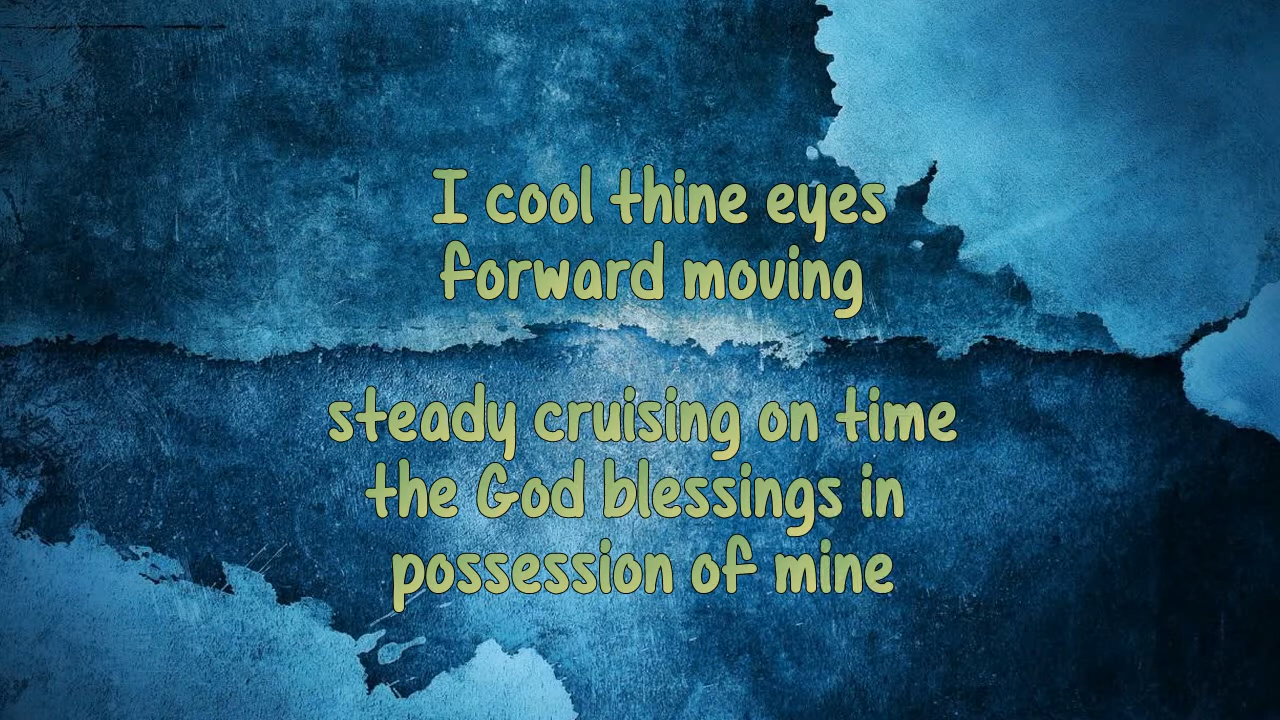 I cool thine eyes
forward moving
steady cruising on time
the God blessings in
possession of mine